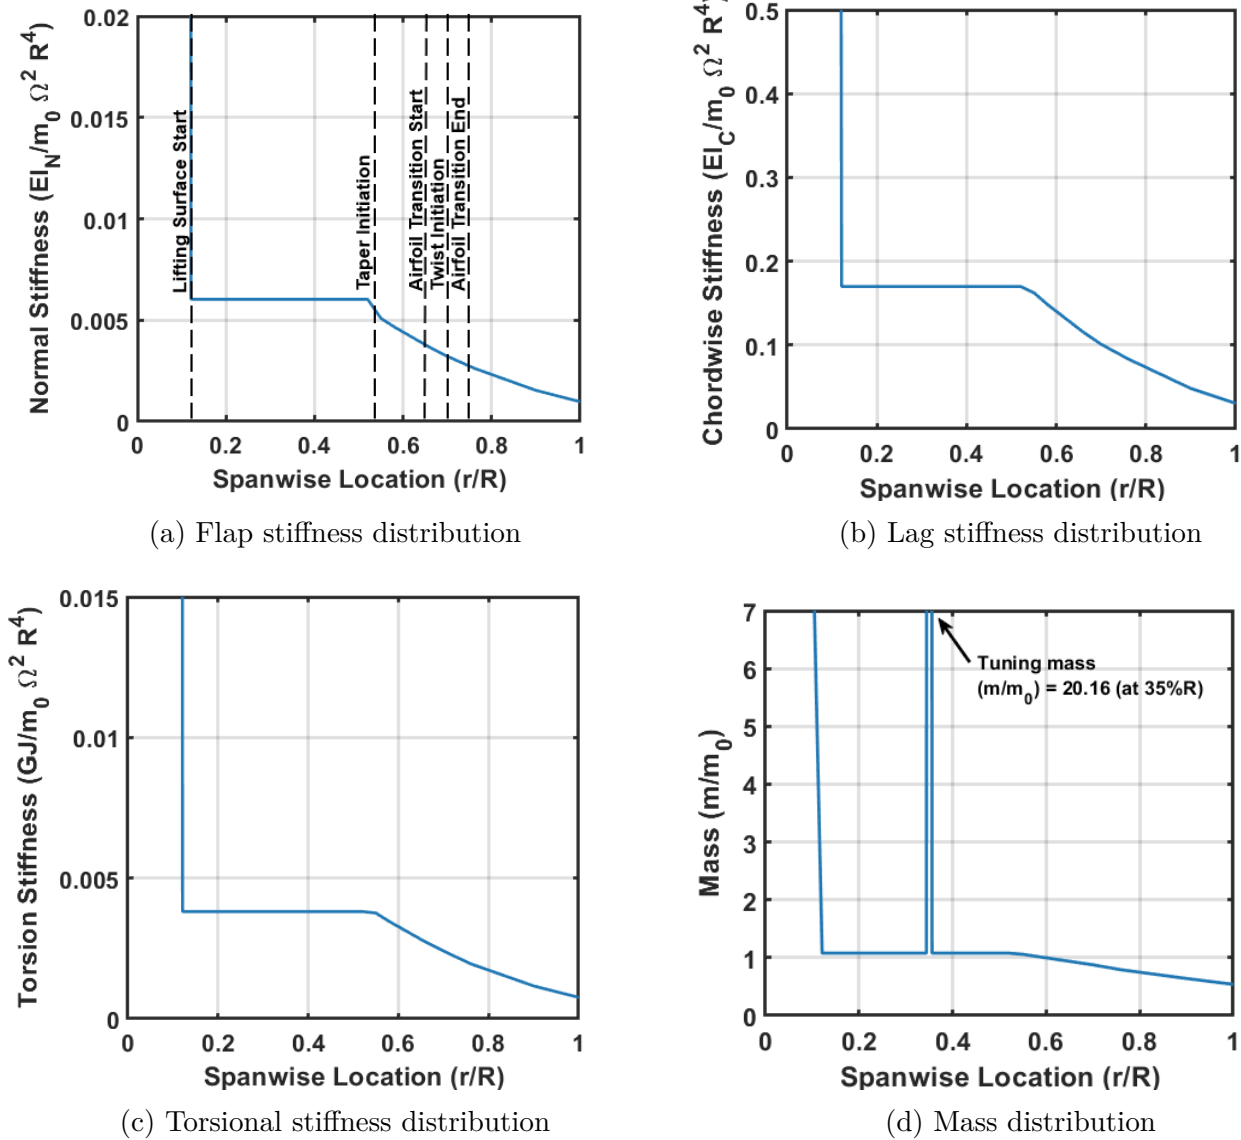 0.02
0.015
0.01
0.005
0
Normal Stiffness (EI_N/m_0 Ω^2 R^4)
Lifting Surface Start
Taper Initiation
Airfoil Transition Start
Twist Initiation
Airfoil Transition End
0 0.2 0.4 0.6 0.8 1
Spanwise Location (r/R)
(a) Flap stiffness distribution
0.5
0.4
0.3
0.2
0.1
0
Chordwise Stiffness (EI_C/m_0 Ω^2 R^4)
0 0.2 0.4 0.6 0.8 1
Spanwise Location (r/R)
(b) Lag stiffness distribution
0.015
0.01
0.005
0
Torsion Stiffness (GJ/m_0 Ω^2 R^4)
0 0.2 0.4 0.6 0.8 1
Spanwise Location (r/R)
(c) Torsional stiffness distribution
7
6
5
4
3
2
1
0
Mass (m/m_0)
Tuning mass
(m/m_0) = 20.16 (at 35%R)
0 0.2 0.4 0.6 0.8 1
Spanwise Location (r/R)
(d) Mass distribution